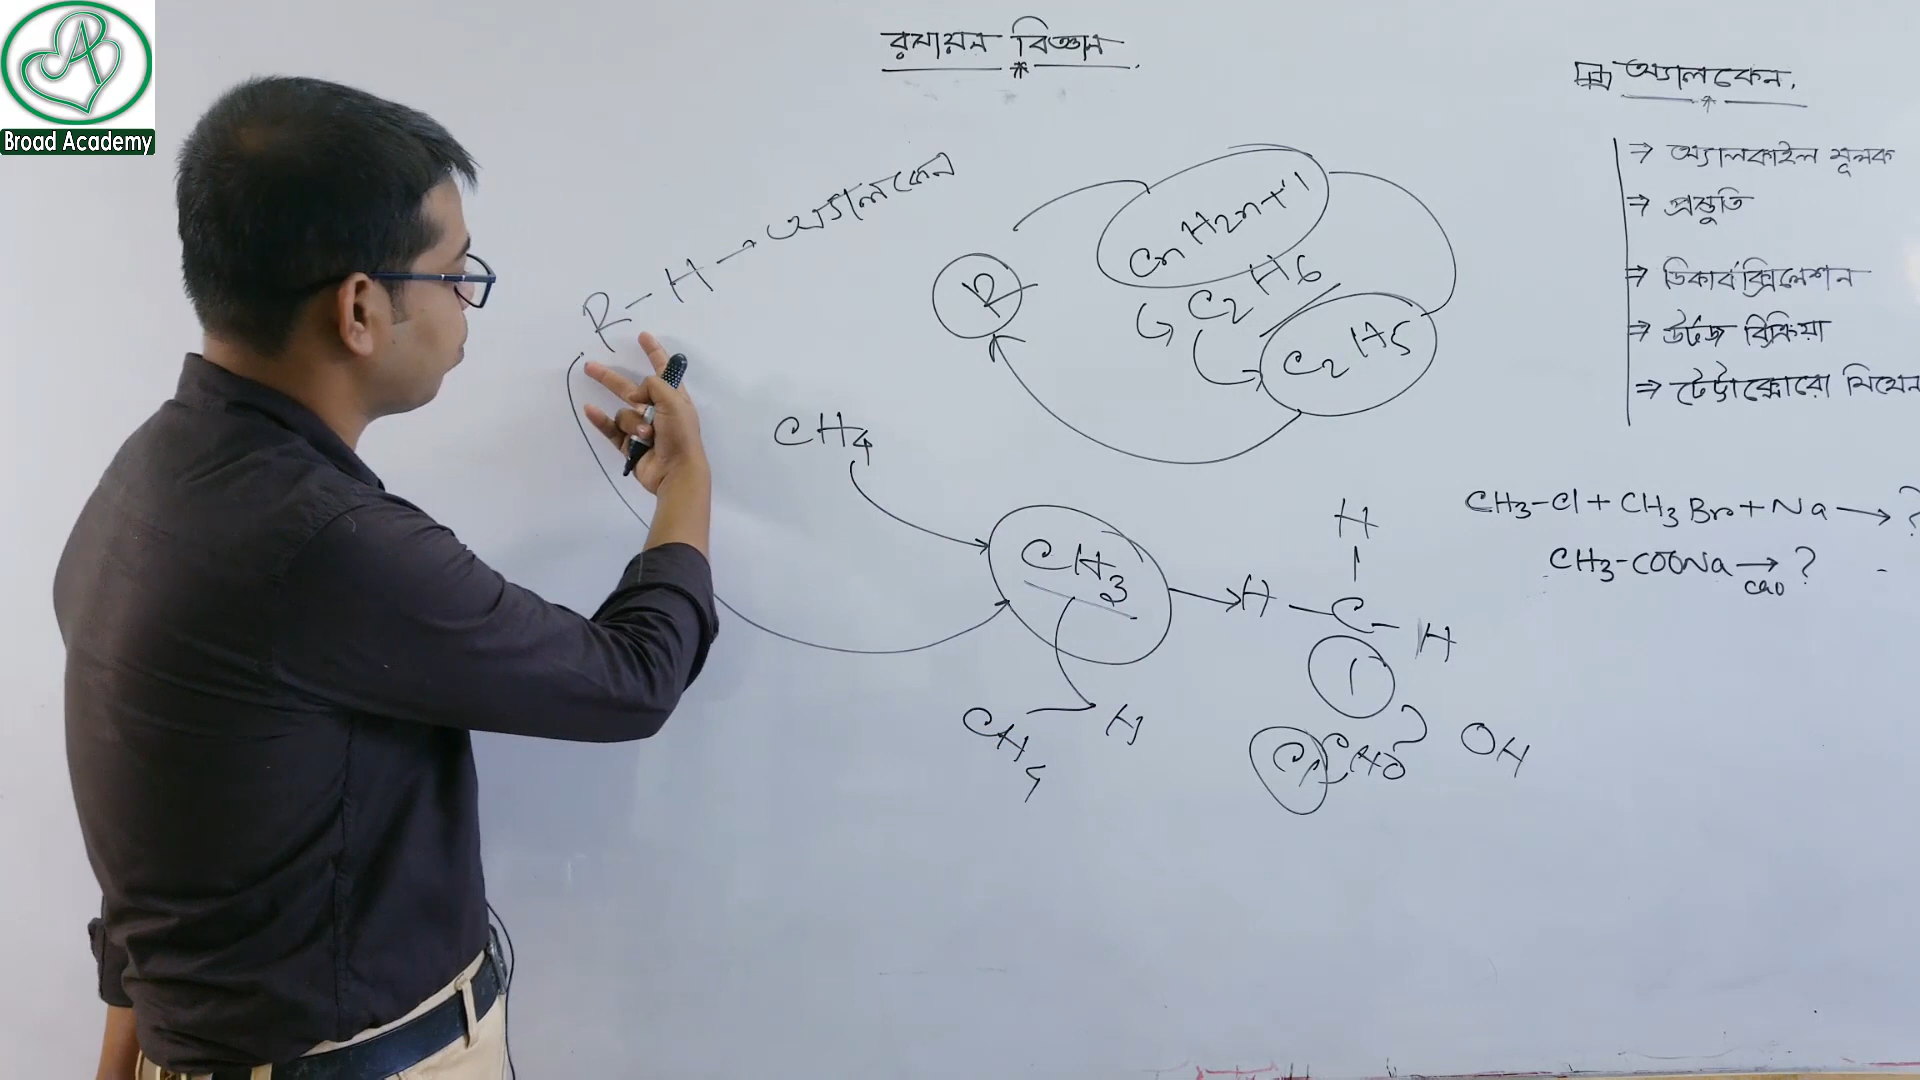 Broad Academy
রসায়ন বিজ্ঞান
অ্যালকেন.
⇒ অ্যালকাইল মূলক
⇒ প্রস্তুতি
⇒ ডিকার্বক্সিলেশন
⇒ উর্টজ বিক্রিয়া
⇒ টেট্রাক্লোরো মিথেন
R-H → অ্যালকেন
R
CnH2n+1
C2H6
C2H5
CH4
CH3
H
H-C-H
1
CH3-Cl + CH3Br + Na → ?
CH3-COONa → ?
CaO
H
OH